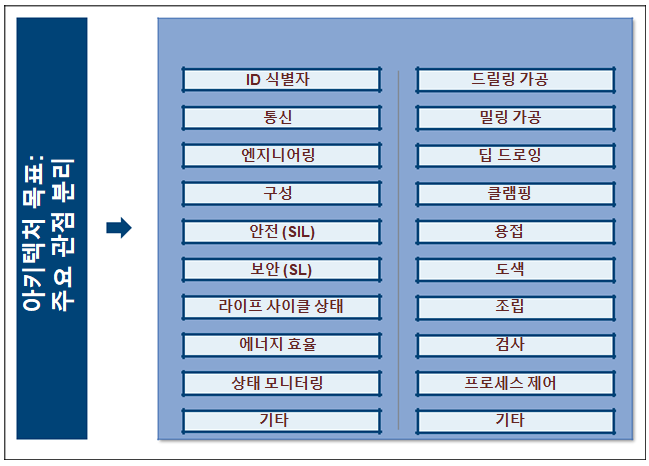 아키텍처 목표:
주요 관점 분리
ID 식별자
통신
엔지니어링
구성
안전 (SIL)
보안 (SL)
라이프 사이클 상태
에너지 효율
상태 모니터링
기타
드릴링 가공
밀링 가공
딥 드로잉
클램핑
용접
도색
조립
검사
프로세스 제어
기타